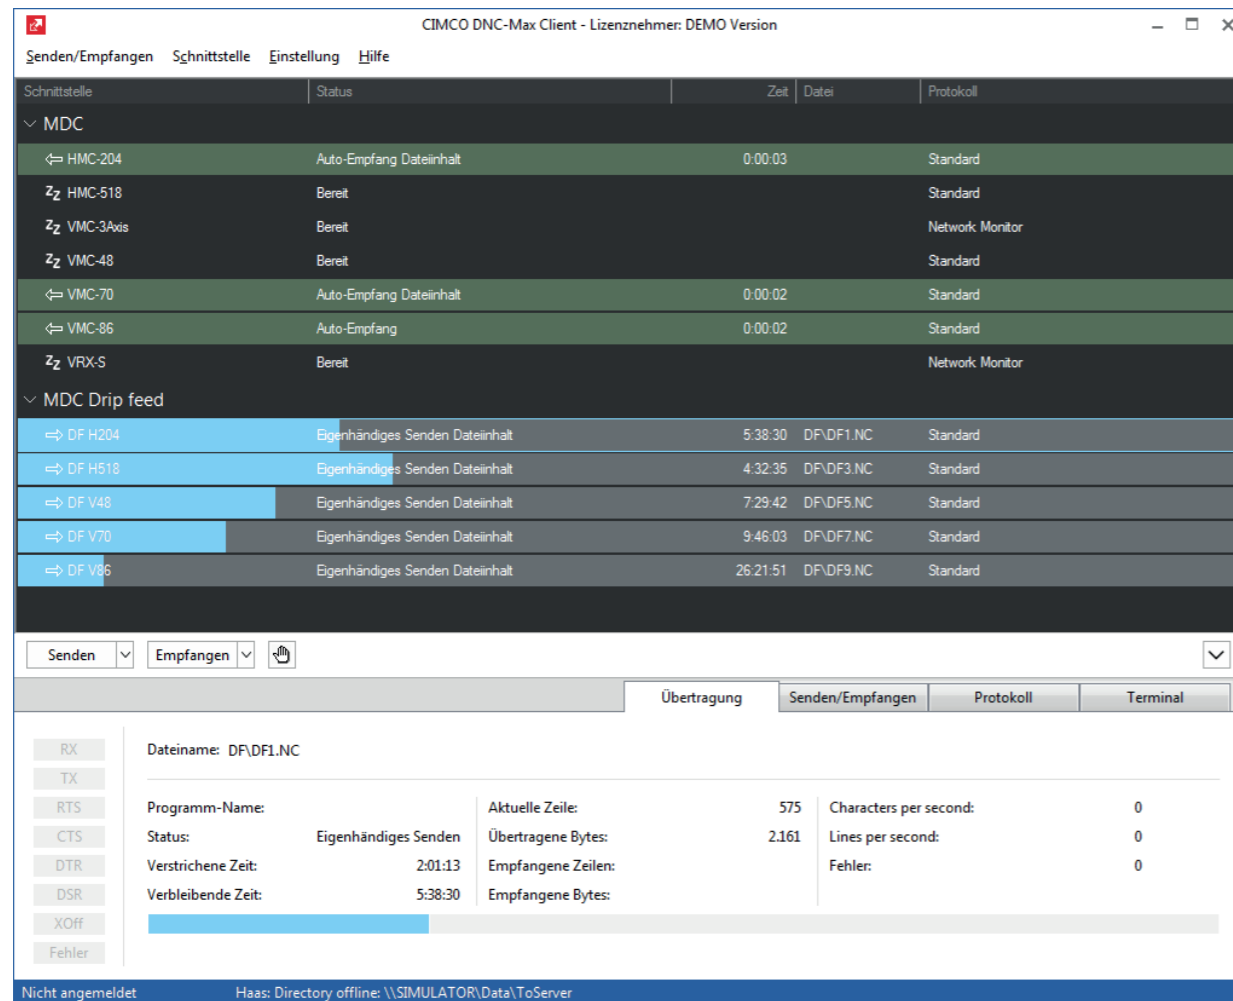 CIMCO DNC-Max Client - Lizenznehmer: DEMO Version
Senden/Empfangen Schnittstelle Einstellung Hilfe
Schnittstelle Status Zeit Datei Protokoll
MDC
HMC-204 Auto-Empfang Dateiinhalt 0:00:03 Standard
HMC-518 Bereit Standard
VMC-3Axis Bereit Network Monitor
VMC-48 Bereit Standard
VMC-70 Auto-Empfang Dateiinhalt 0:00:02 Standard
VMC-86 Auto-Empfang 0:00:02 Standard
VRX-S Bereit Network Monitor
MDC Drip feed
DF H204 Eigenhändiges Senden Dateiinhalt 5:38:30 DF\DF1.NC Standard
DF H518 Eigenhändiges Senden Dateiinhalt 4:32:35 DF\DF3.NC Standard
DF V48 Eigenhändiges Senden Dateiinhalt 7:29:42 DF\DF5.NC Standard
DF V70 Eigenhändiges Senden Dateiinhalt 9:46:03 DF\DF7.NC Standard
DF V86 Eigenhändiges Senden Dateiinhalt 26:21:51 DF\DF9.NC Standard
Senden Empfangen
Übertragung Senden/Empfangen Protokoll Terminal
RX Dateiname: DF\DF1.NC
TX
RTS Programm-Name: Aktuelle Zeile: 575 Characters per second: 0
CTS Status: Eigenhändiges Senden Übertragene Bytes: 2.161 Lines per second: 0
DTR Verstrichene Zeit: 2:01:13 Empfangene Zeilen: Fehler: 0
DSR Verbleibende Zeit: 5:38:30 Empfangene Bytes:
XOff
Fehler
Nicht angemeldet Haas: Directory offline: \\SIMULATOR\Data\ToServer